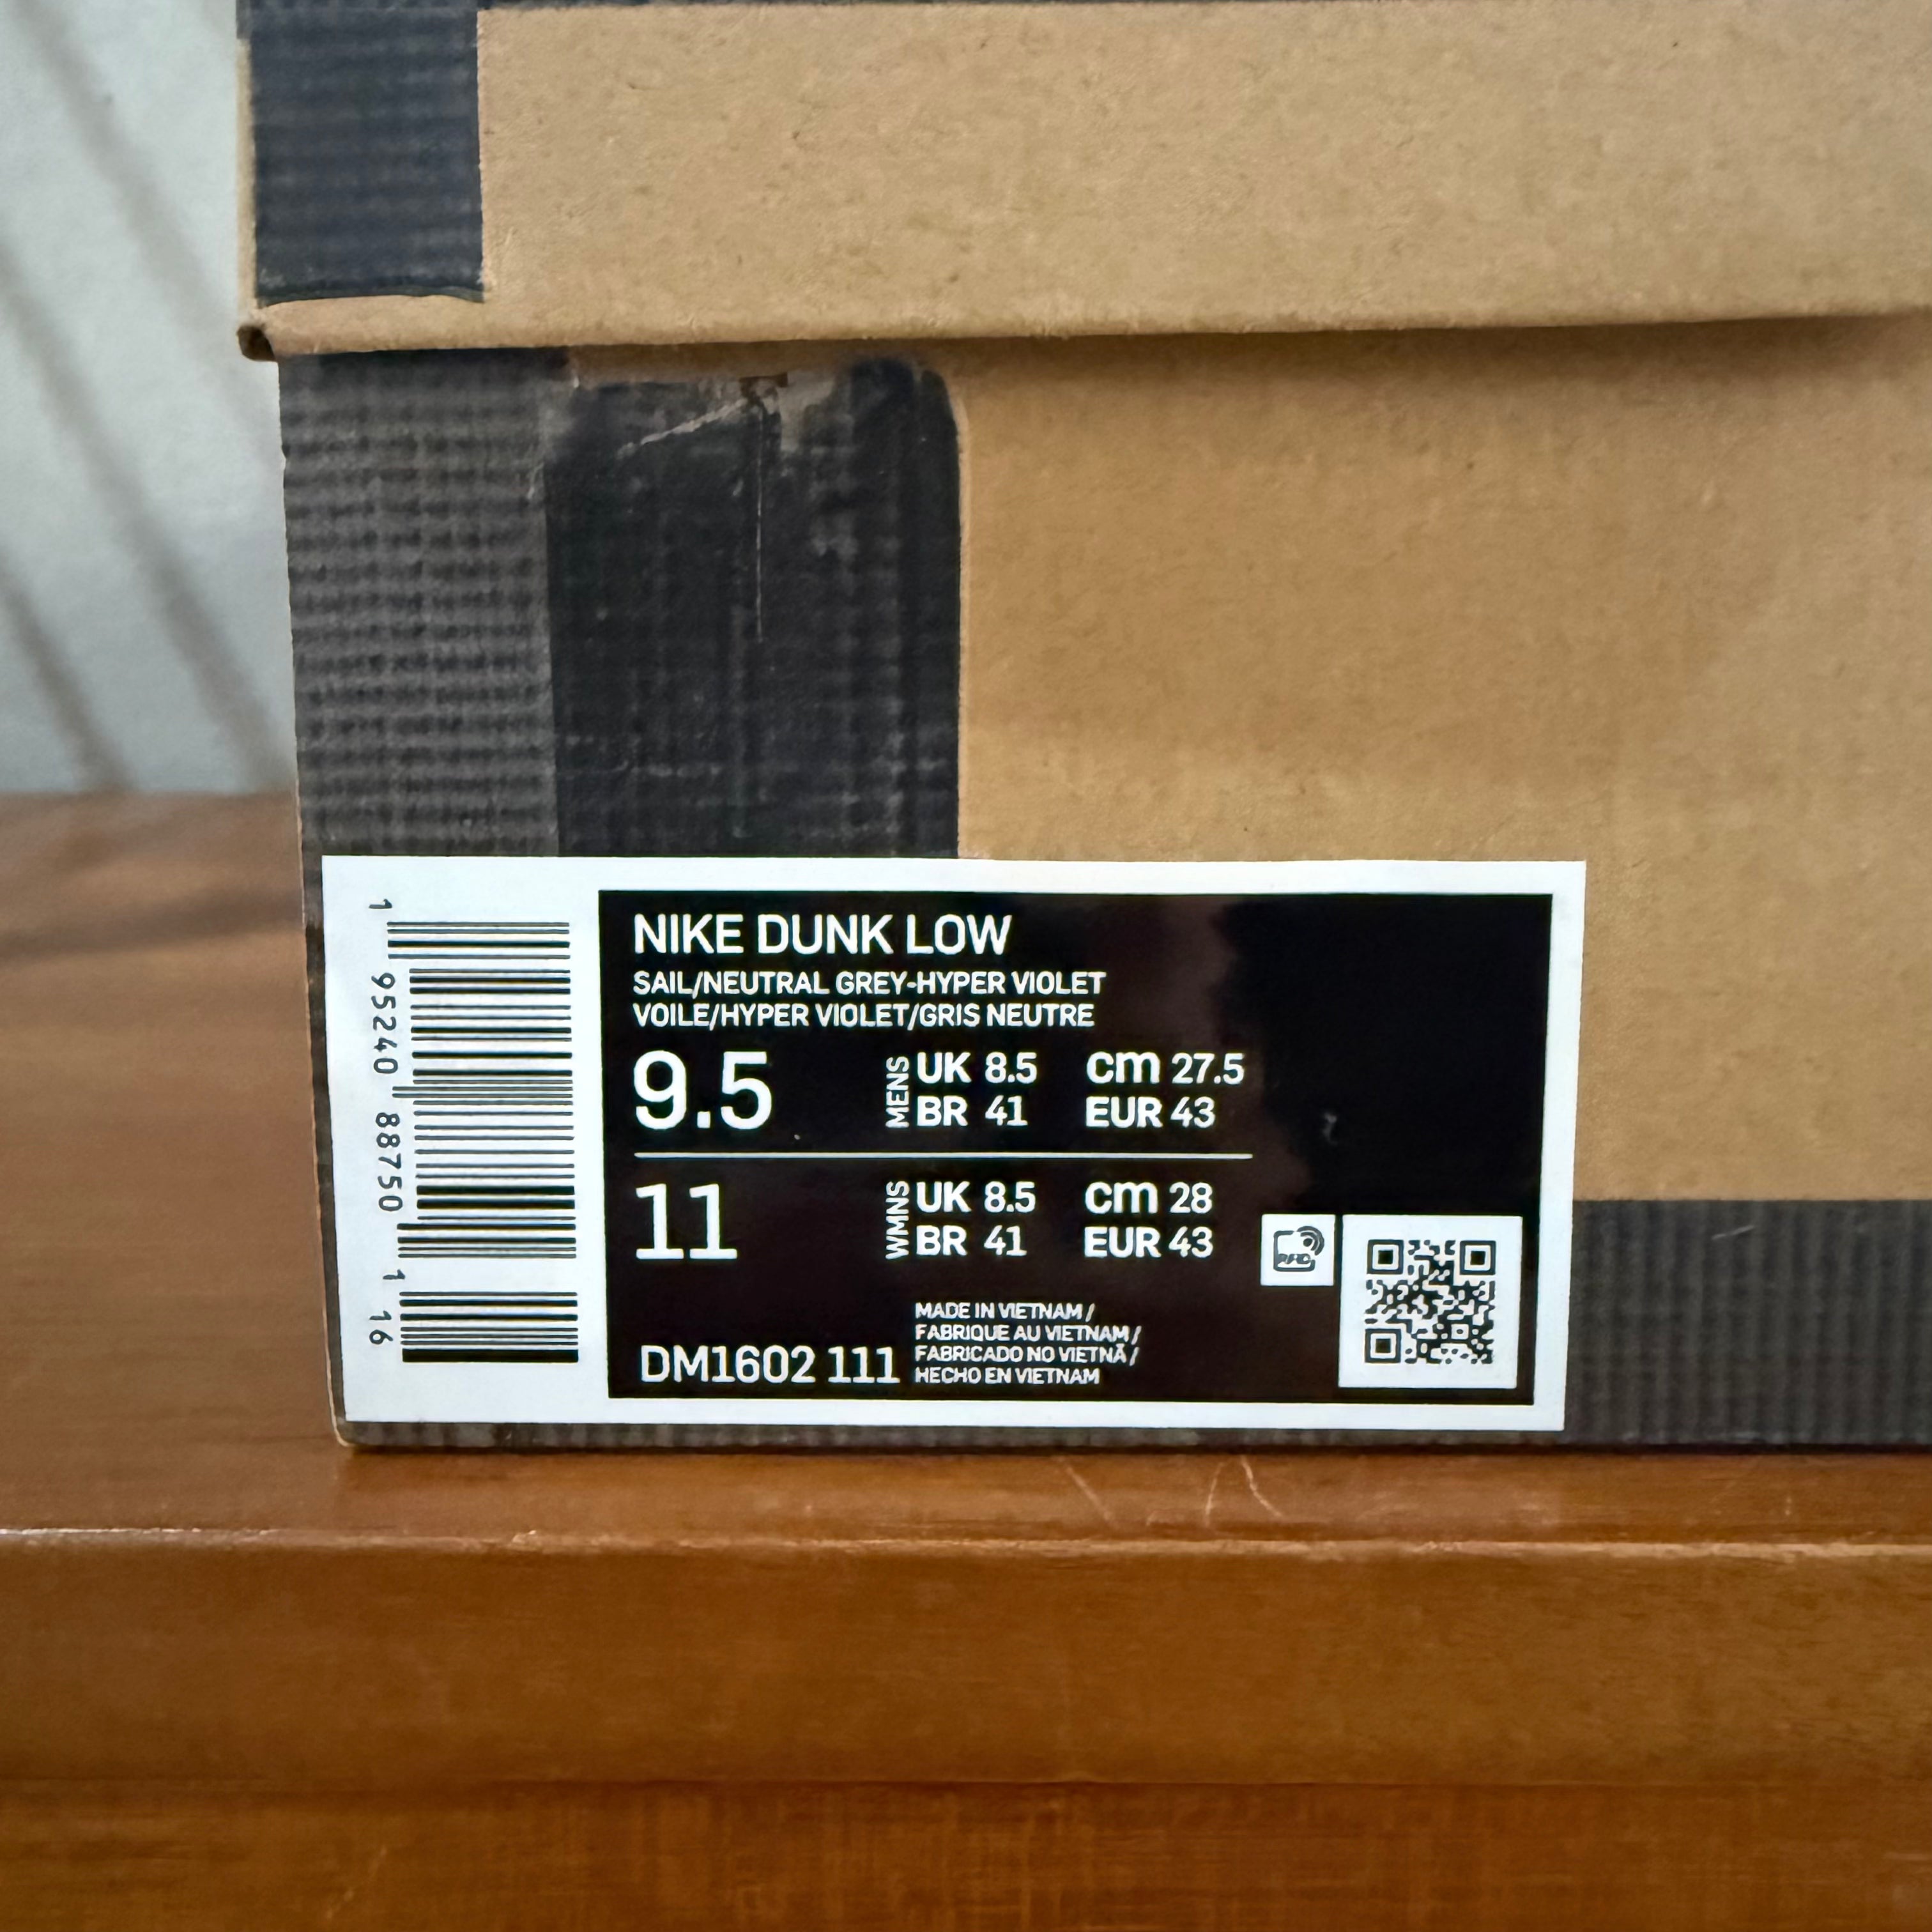 1 95240 88750 1 16
NIKE DUNK LOW
SAIL/NEUTRAL GREY-HYPER VIOLET
VOILE/HYPER VIOLET/GRIS NEUTRE
9.5 MENS UK 8.5 cm 27.5
BR 41 EUR 43
11 WMNS UK 8.5 cm 28
BR 41 EUR 43
RFID
MADE IN VIETNAM /
FABRIQUE AU VIETNAM /
FABRICADO NO VIETNÃ /
HECHO EN VIETNAM
DM1602 111